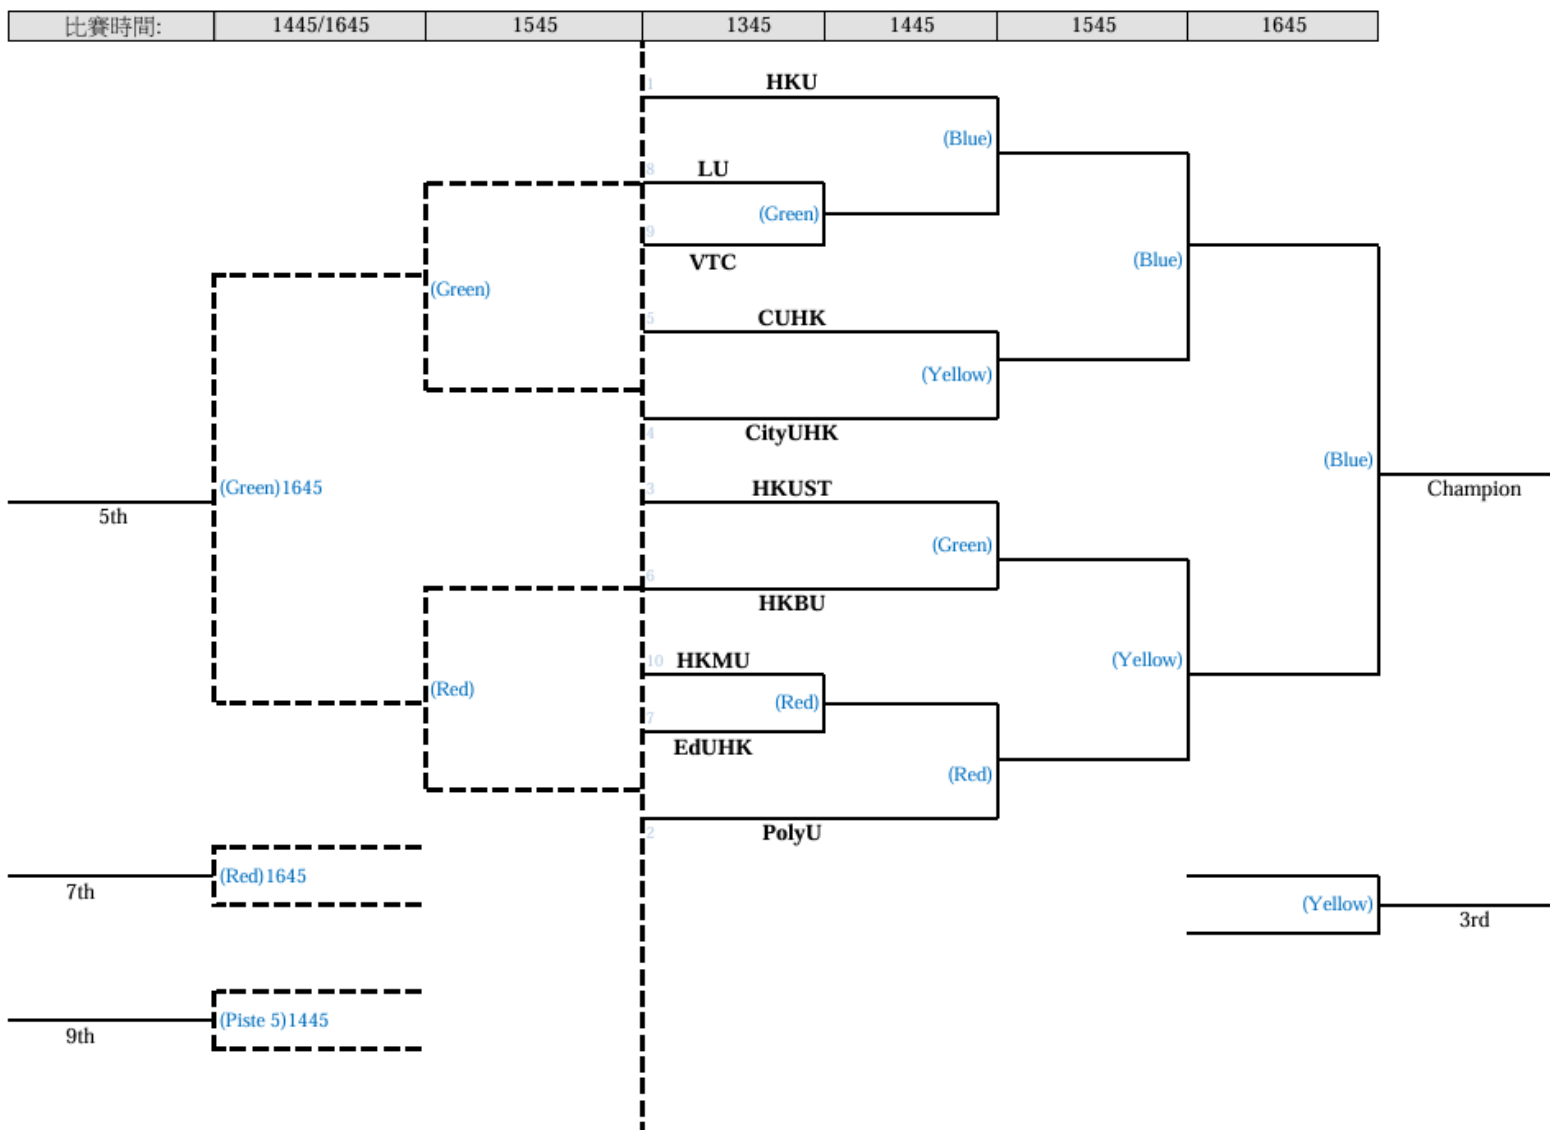 比賽時間: 1445/1645 1545 1345 1445 1545 1645
1 HKU
(Blue)
8 LU
(Green)
9
VTC
(Blue)
(Green)
5 CUHK
(Yellow)
4 CityUHK
(Blue)
Champion
(Green)1645
5th
3 HKUST
(Green)
6
HKBU
10 HKMU
(Yellow)
(Red)
(Red)
7
EdUHK
(Red)
2 PolyU
(Red)1645
7th
(Yellow)
3rd
(Piste 5)1445
9th